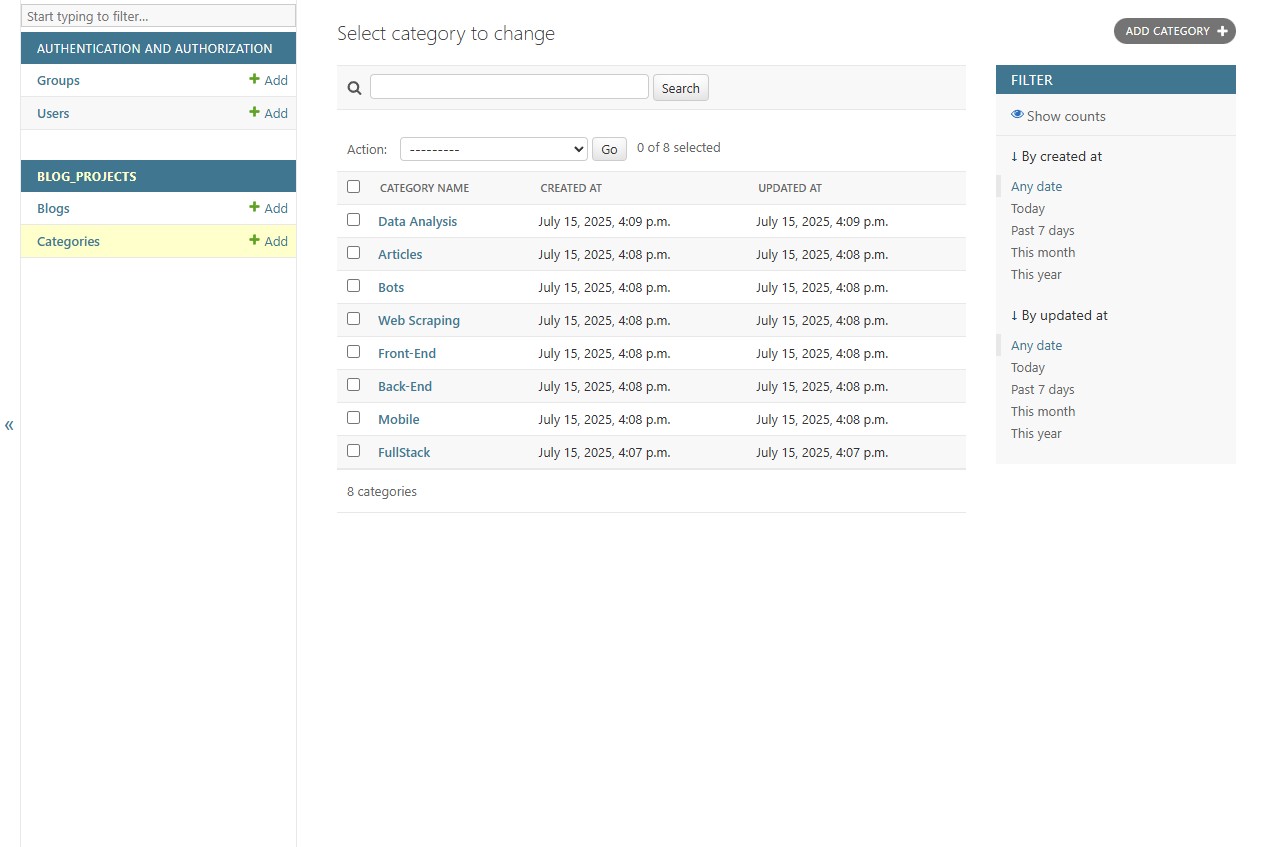 Start typing to filter...
AUTHENTICATION AND AUTHORIZATION
Groups + Add
Users + Add
BLOG_PROJECTS
Blogs + Add
Categories + Add
«
Select category to change
ADD CATEGORY +
Search
Action: --------- Go 0 of 8 selected
CATEGORY NAME CREATED AT UPDATED AT
Data Analysis July 15, 2025, 4:09 p.m. July 15, 2025, 4:09 p.m.
Articles July 15, 2025, 4:08 p.m. July 15, 2025, 4:08 p.m.
Bots July 15, 2025, 4:08 p.m. July 15, 2025, 4:08 p.m.
Web Scraping July 15, 2025, 4:08 p.m. July 15, 2025, 4:08 p.m.
Front-End July 15, 2025, 4:08 p.m. July 15, 2025, 4:08 p.m.
Back-End July 15, 2025, 4:08 p.m. July 15, 2025, 4:08 p.m.
Mobile July 15, 2025, 4:08 p.m. July 15, 2025, 4:08 p.m.
FullStack July 15, 2025, 4:07 p.m. July 15, 2025, 4:07 p.m.
8 categories
FILTER
Show counts
↓ By created at
Any date
Today
Past 7 days
This month
This year
↓ By updated at
Any date
Today
Past 7 days
This month
This year